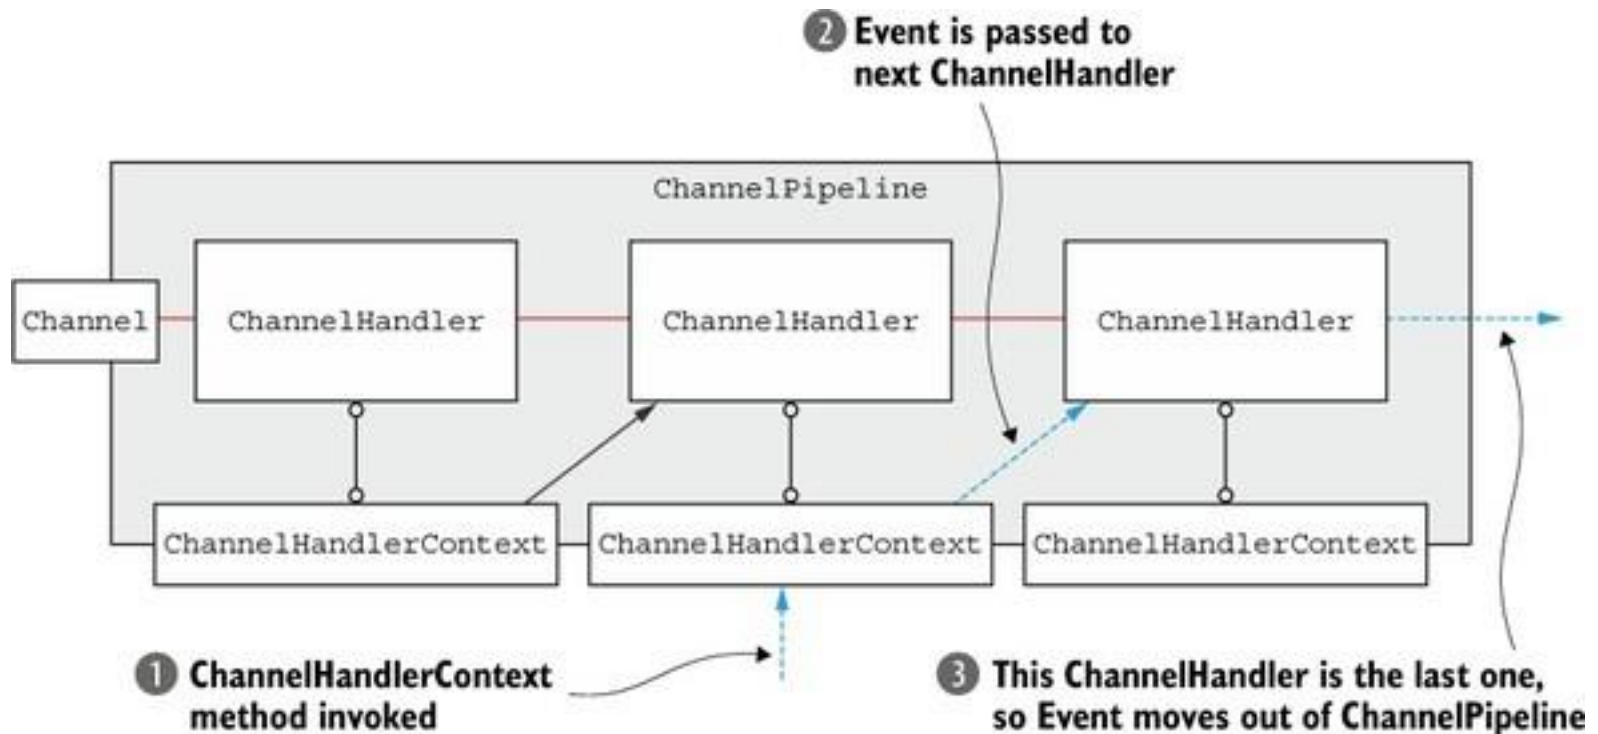 2 Event is passed to
next ChannelHandler
ChannelPipeline
Channel
ChannelHandler
ChannelHandler
ChannelHandler
ChannelHandlerContext
ChannelHandlerContext
ChannelHandlerContext
1 ChannelHandlerContext
method invoked
3 This ChannelHandler is the last one,
so Event moves out of ChannelPipeline